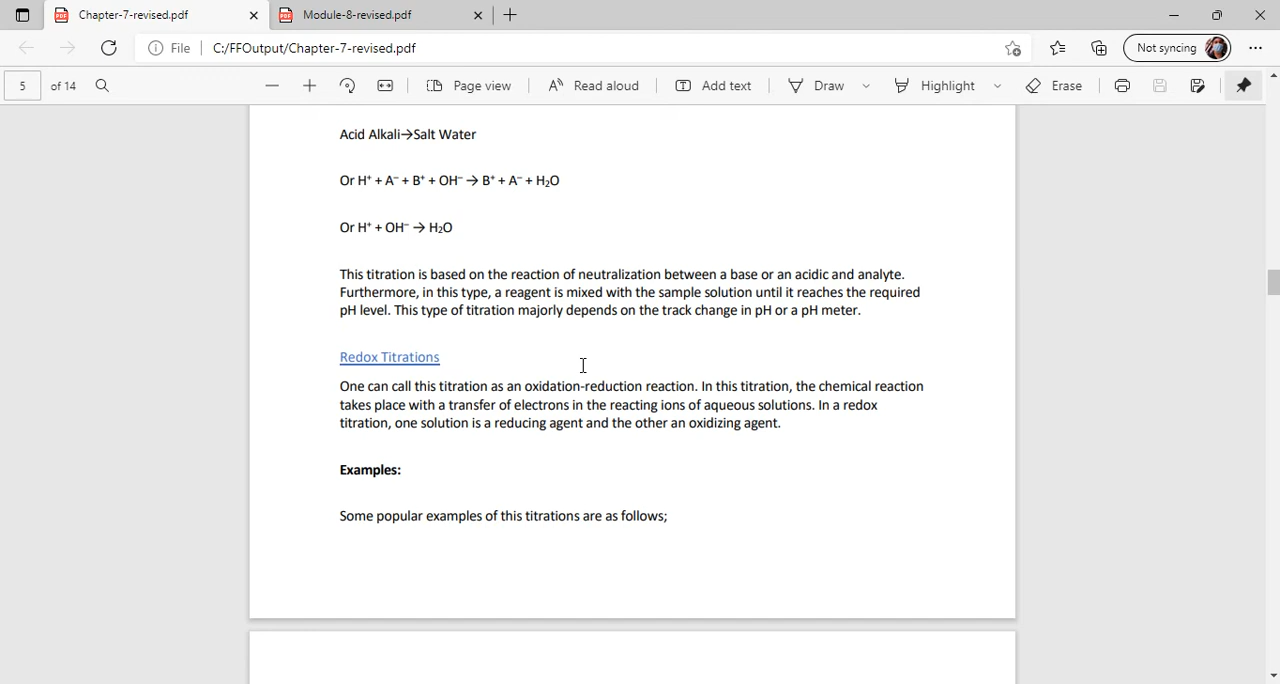 Chapter-7-revised.pdf
Module-8-revised.pdf
File
C:/FFOutput/Chapter-7-revised.pdf
Not syncing
5 of 14
Page view
Read aloud
Add text
Draw
Highlight
Erase
Acid Alkali→Salt Water
Or H⁺ + A⁻ + B⁺ + OH⁻ → B⁺ + A⁻ + H₂O
Or H⁺ + OH⁻ → H₂O
This titration is based on the reaction of neutralization between a base or an acidic and analyte.
Furthermore, in this type, a reagent is mixed with the sample solution until it reaches the required
pH level. This type of titration majorly depends on the track change in pH or a pH meter.
Redox Titrations
One can call this titration as an oxidation-reduction reaction. In this titration, the chemical reaction
takes place with a transfer of electrons in the reacting ions of aqueous solutions. In a redox
titration, one solution is a reducing agent and the other an oxidizing agent.
Examples:
Some popular examples of this titrations are as follows;